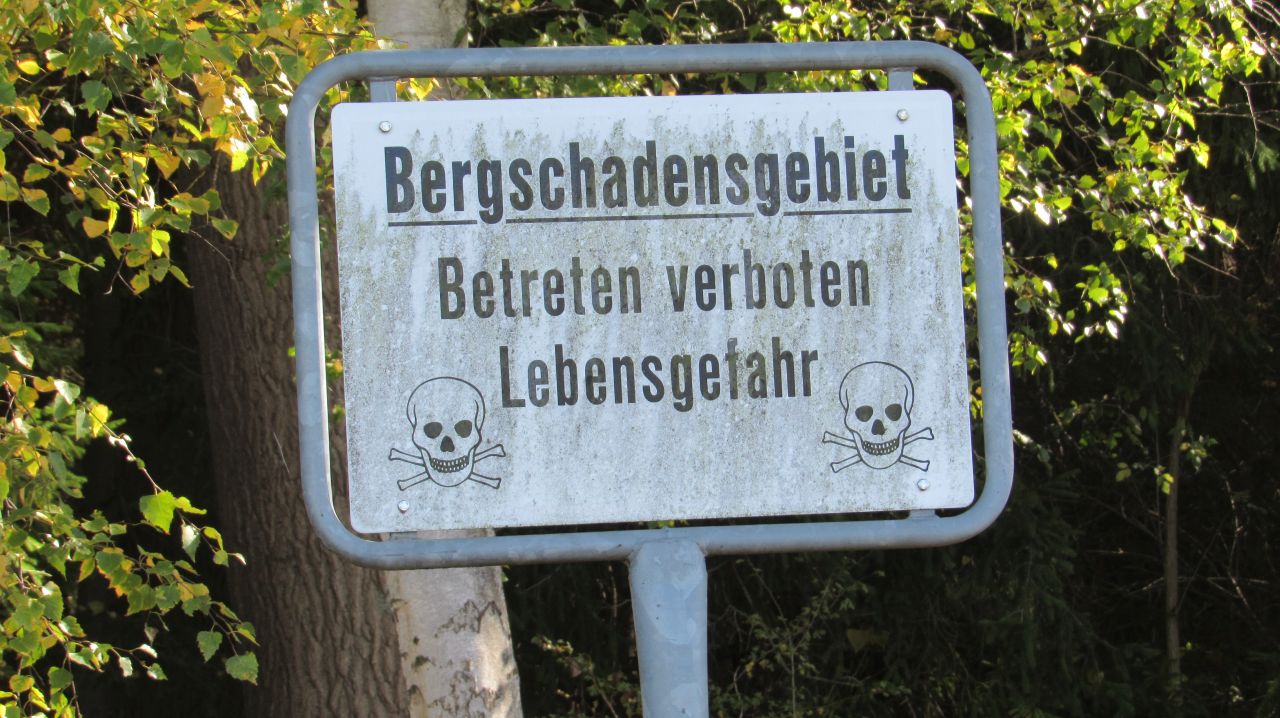 Bergschadensgebiet
Betreten verboten
Lebensgefahr